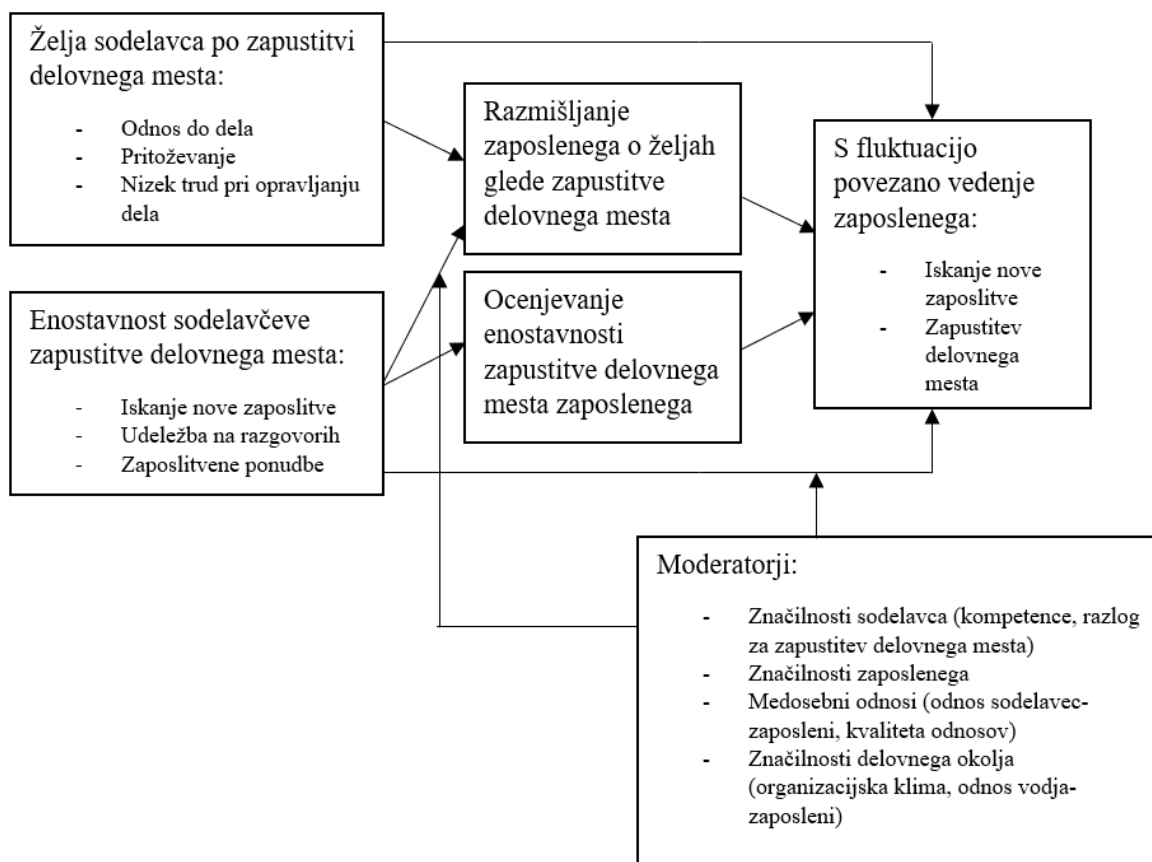 Želja sodelavca po zapustitvi
delovnega mesta:
- Odnos do dela
- Pritoževanje
- Nizek trud pri opravljanju
dela
Enostavnost sodelavčeve
zapustitve delovnega mesta:
- Iskanje nove zaposlitve
- Udeležba na razgovorih
- Zaposlitvene ponudbe
Razmišljanje
zaposlenega o željah
glede zapustitve
delovnega mesta
Ocenjevanje
enostavnosti
zapustitve delovnega
mesta zaposlenega
S fluktuacijo
povezano vedenje
zaposlenega:
- Iskanje nove
zaposlitve
- Zapustitev
delovnega
mesta
Moderatorji:
- Značilnosti sodelavca (kompetence, razlog
za zapustitev delovnega mesta)
- Značilnosti zaposlenega
- Medosebni odnosi (odnos sodelavec-
zaposleni, kvaliteta odnosov)
- Značilnosti delovnega okolja
(organizacijska klima, odnos vodja-
zaposleni)